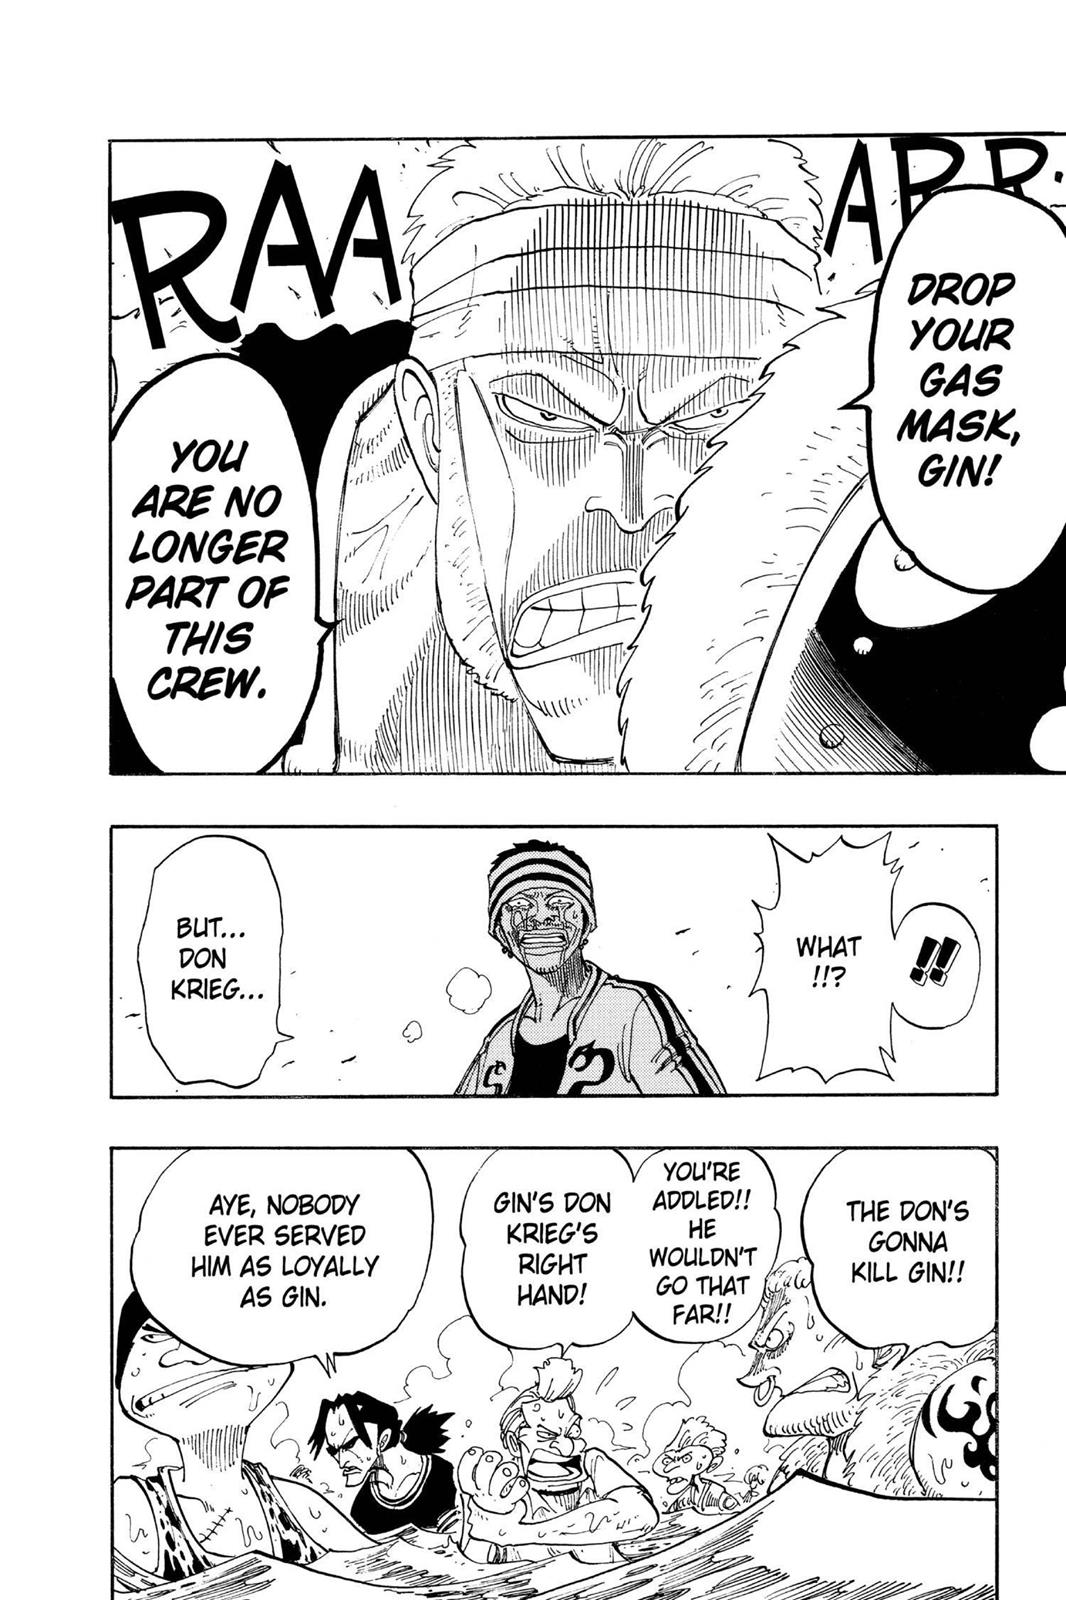 RAA
ARR
DROP
YOUR
GAS
MASK,
GIN!
YOU
ARE NO
LONGER
PART OF
THIS
CREW.
!!
WHAT
!!?
BUT...
DON
KRIEG...
THE DON'S
GONNA
KILL GIN!!
YOU'RE
ADDLED!!
HE
WOULDN'T
GO THAT
FAR!!
GIN'S DON
KRIEG'S
RIGHT
HAND!
AYE, NOBODY
EVER SERVED
HIM AS LOYALLY
AS GIN.